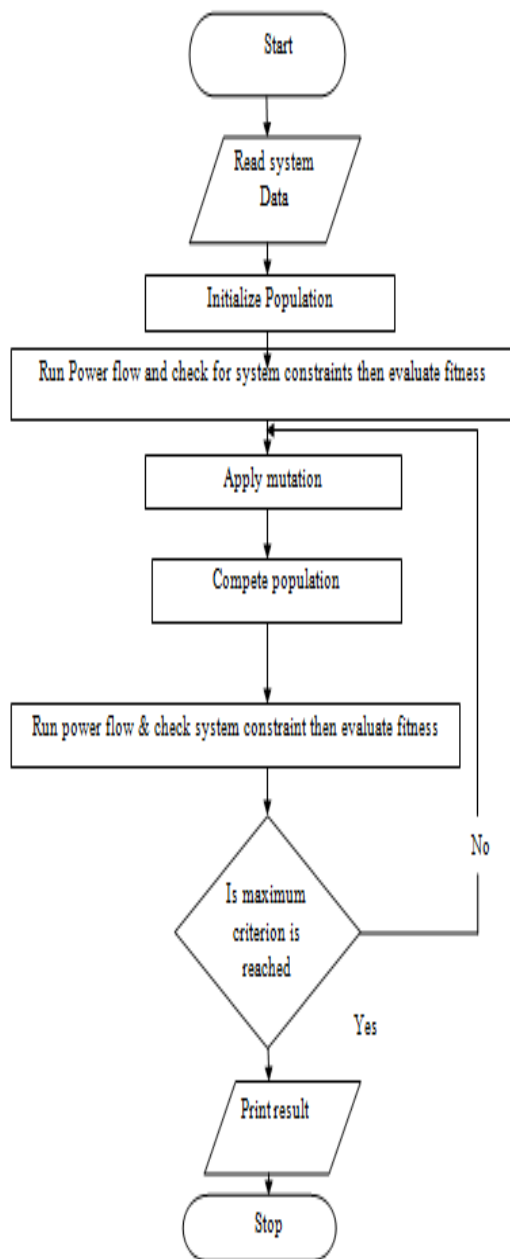 Start
Read system
Data
Initialize Population
Run Power flow and check for system constraints then evaluate fitness
Apply mutation
Compete population
Run power flow & check system constraint then evaluate fitness
No
Is maximum
criterion is
reached
Yes
Print result
Stop